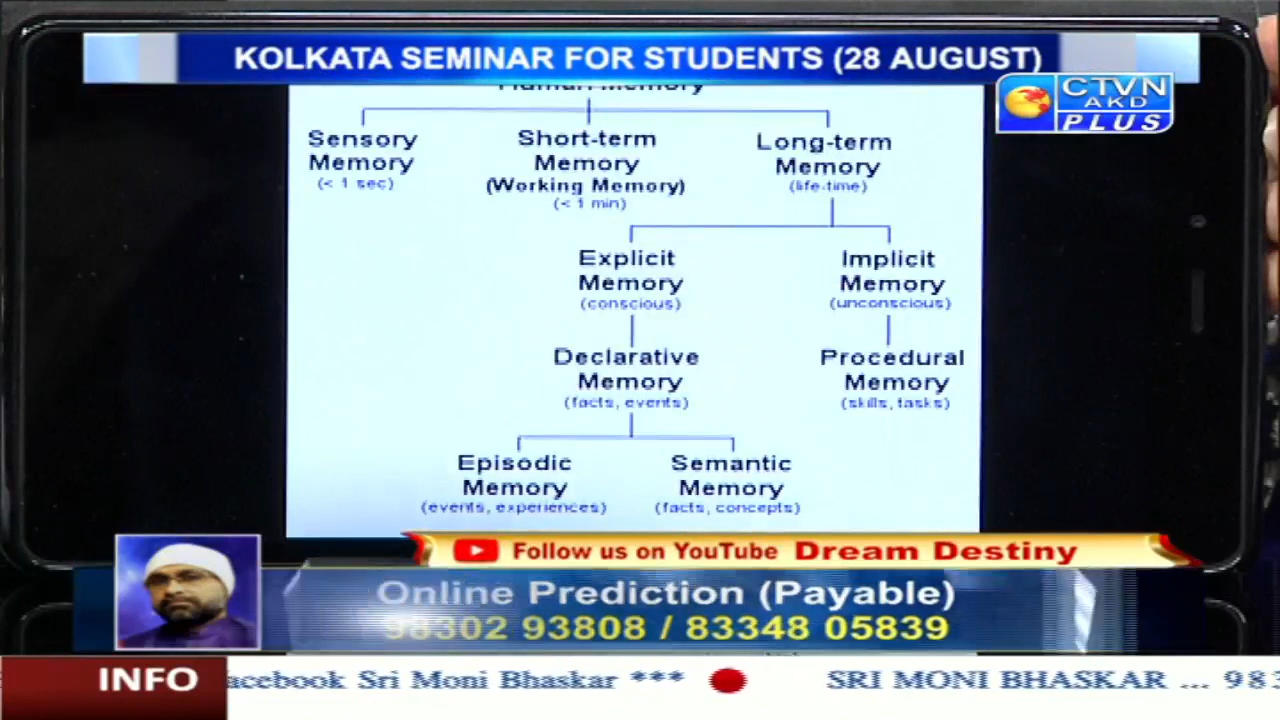 KOLKATA SEMINAR FOR STUDENTS (28 AUGUST)
CTVN
AKD
PLUS
Human Memory
Sensory
Memory
(< 1 sec)
Short-term
Memory
(Working Memory)
(< 1 min)
Long-term
Memory
(life-time)
Explicit
Memory
(conscious)
Implicit
Memory
(unconscious)
Declarative
Memory
(facts, events)
Procedural
Memory
(skills, tasks)
Episodic
Memory
(events, experiences)
Semantic
Memory
(facts, concepts)
Follow us on YouTube Dream Destiny
Online Prediction (Payable)
98302 93808 / 83348 05839
INFO
acebook Sri Moni Bhaskar *** SRI MONI BHASKAR ... 983